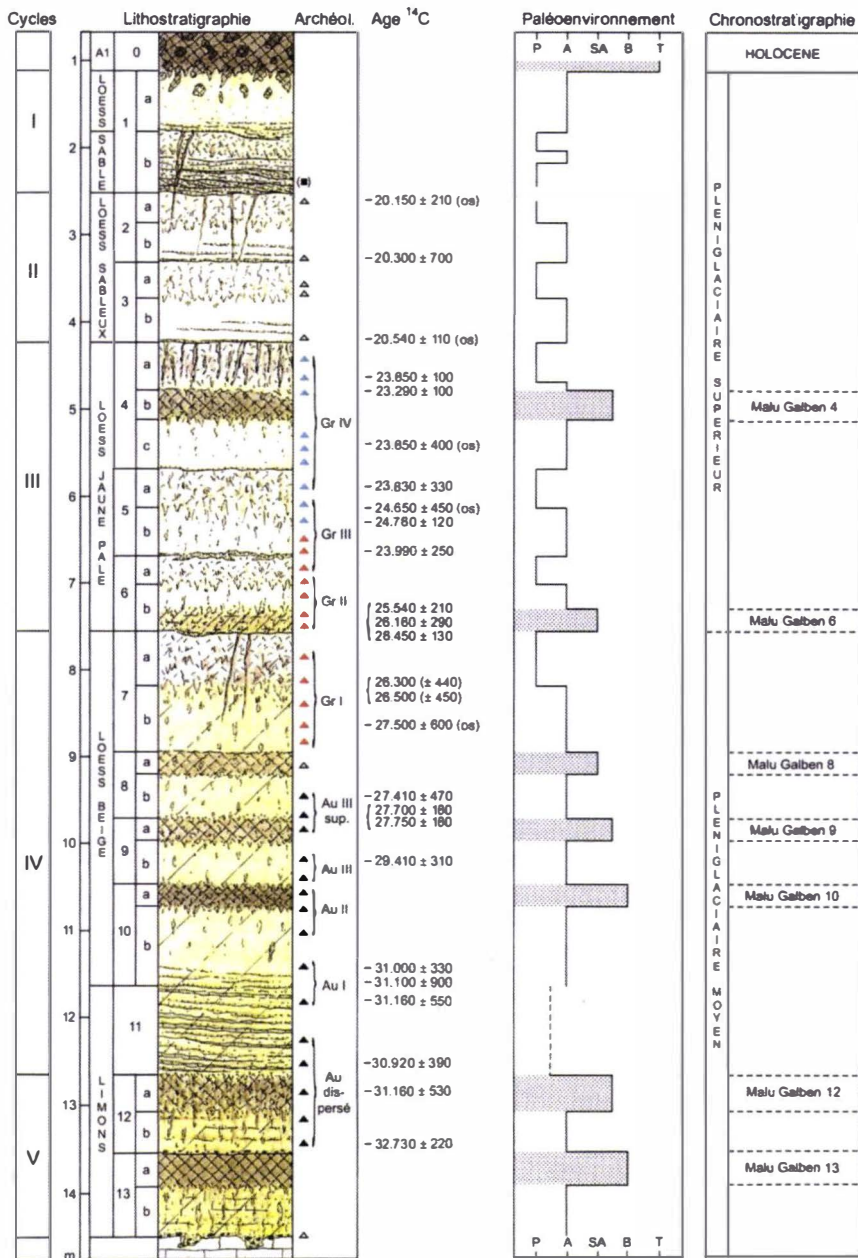 Cycles Lithostratigraphie Archéol. Age 14C Paléoenvironnement Chronostratigraphie
P A SA B T
A1 0
HOLOCENE
1
I
LOESS
1
a
2
SABLE
b
(■)
II
LOESS SABLEUX
2
a
-20.150 ± 210 (os)
3
b
-20.300 ± 700
3
a
4
b
-20.540 ± 110 (os)
PLENIGLACIAIRE SUPERIEUR
III
LOESS JAUNE PALE
4
a
-23.650 ± 100
-23.290 ± 100
5
b
Malu Galben 4
Gr IV
c
-23.850 ± 400 (os)
6
5
a
-23.830 ± 330
-24.650 ± 450 (os)
-24.780 ± 120
b
Gr III
-23.990 ± 250
7
6
a
Gr II
b
25.540 ± 210
26.160 ± 290
28.450 ± 130
Malu Galben 6
IV
LOESS BEIGE
8
7
a
Gr I
26.300 (± 440)
26.500 (± 450)
b
-27.500 ± 600 (os)
9
8
a
Malu Galben 8
PLENIGLACIAIRE MOYEN
b
Au III sup.
-27.410 ± 470
27.700 ± 180
27.750 ± 180
10
9
a
Malu Galben 9
b
Au III
-29.410 ± 310
10
a
Au II
Malu Galben 10
11
b
Au I
-31.000 ± 330
-31.100 ± 900
-31.160 ± 550
12
11
-30.920 ± 390
V
LIMONS
13
12
a
Au dis-
persé
-31.160 ± 530
Malu Galben 12
b
-32.730 ± 220
13
a
Malu Galben 13
14
b
m
P A SA B T